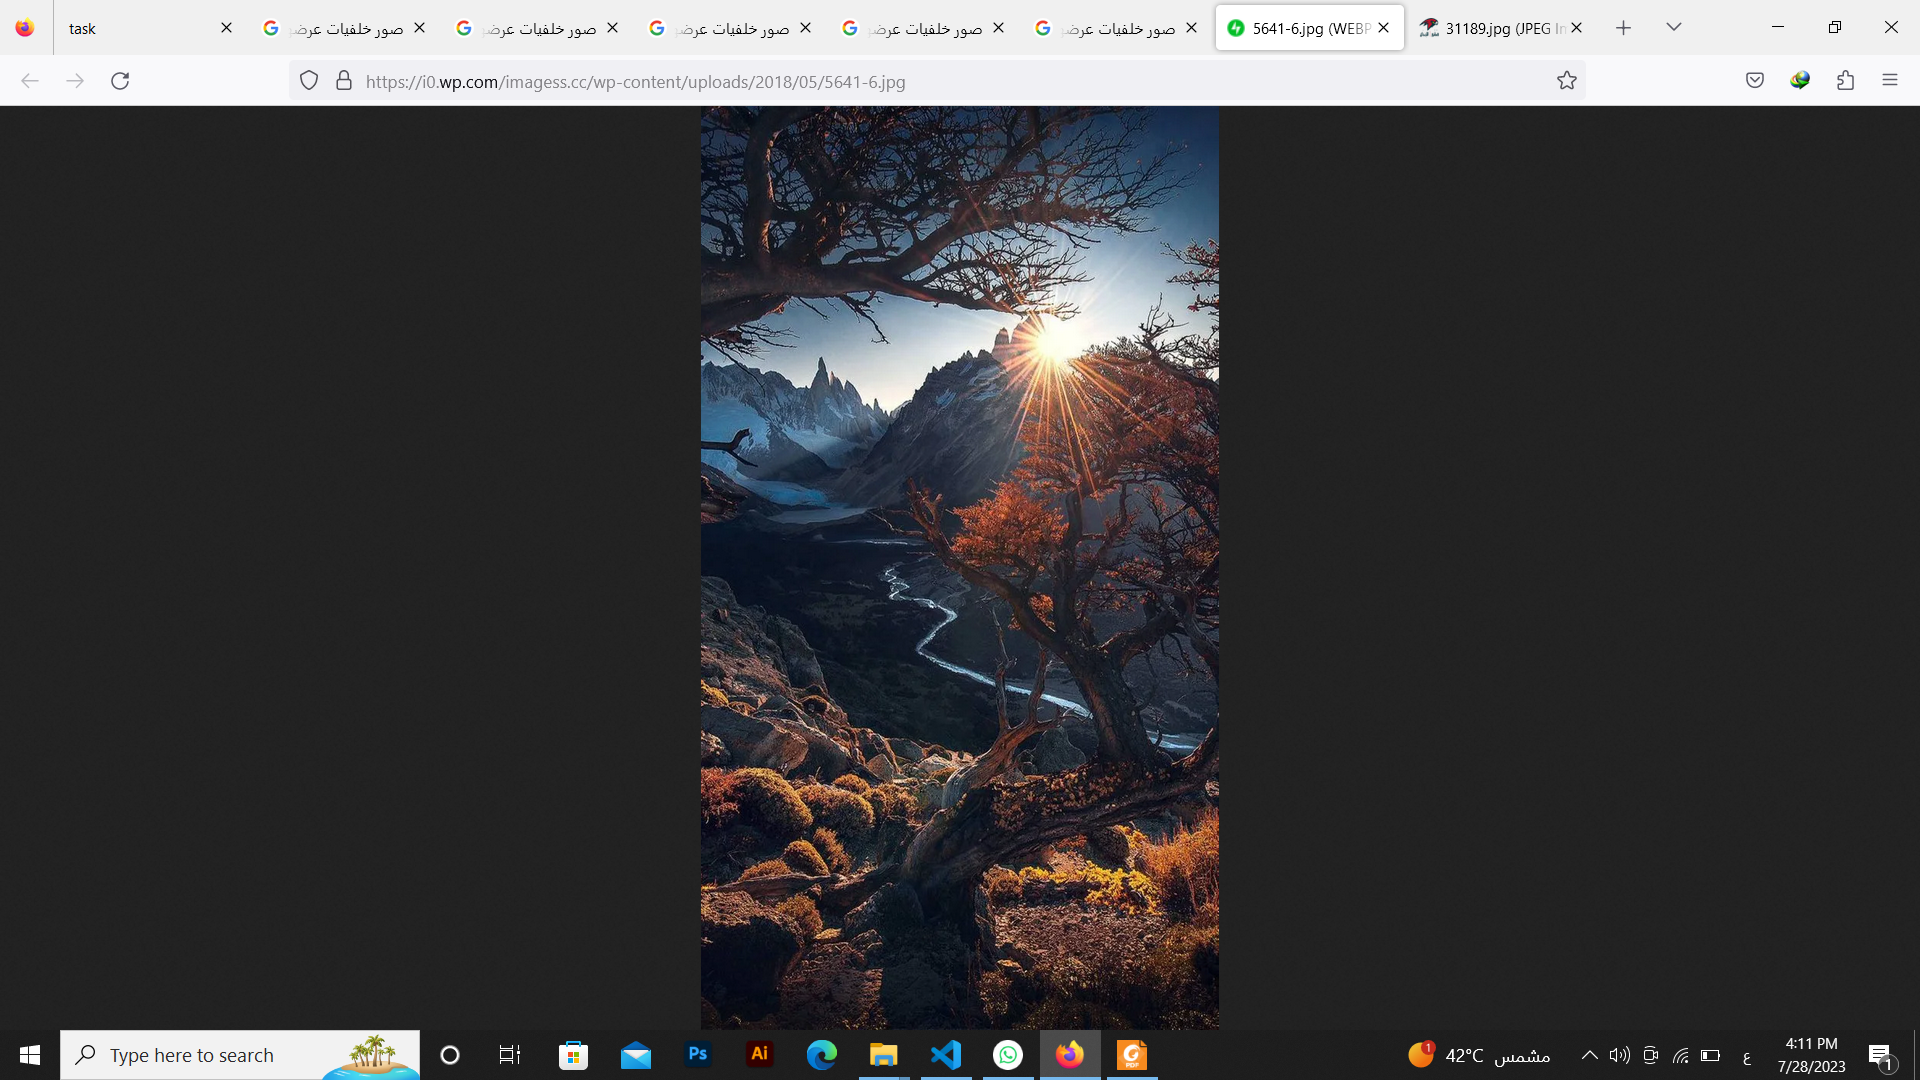 task
صور خلفيات عرض
صور خلفيات عرض
صور خلفيات عرض
صور خلفيات عرض
صور خلفيات عرض
5641-6.jpg (WEBP
31189.jpg (JPEG In
https://i0.wp.com/imagess.cc/wp-content/uploads/2018/05/5641-6.jpg
Type here to search
Ps
Ai
PDF
1
42°C مشمس
ع
4:11 PM
7/28/2023
1